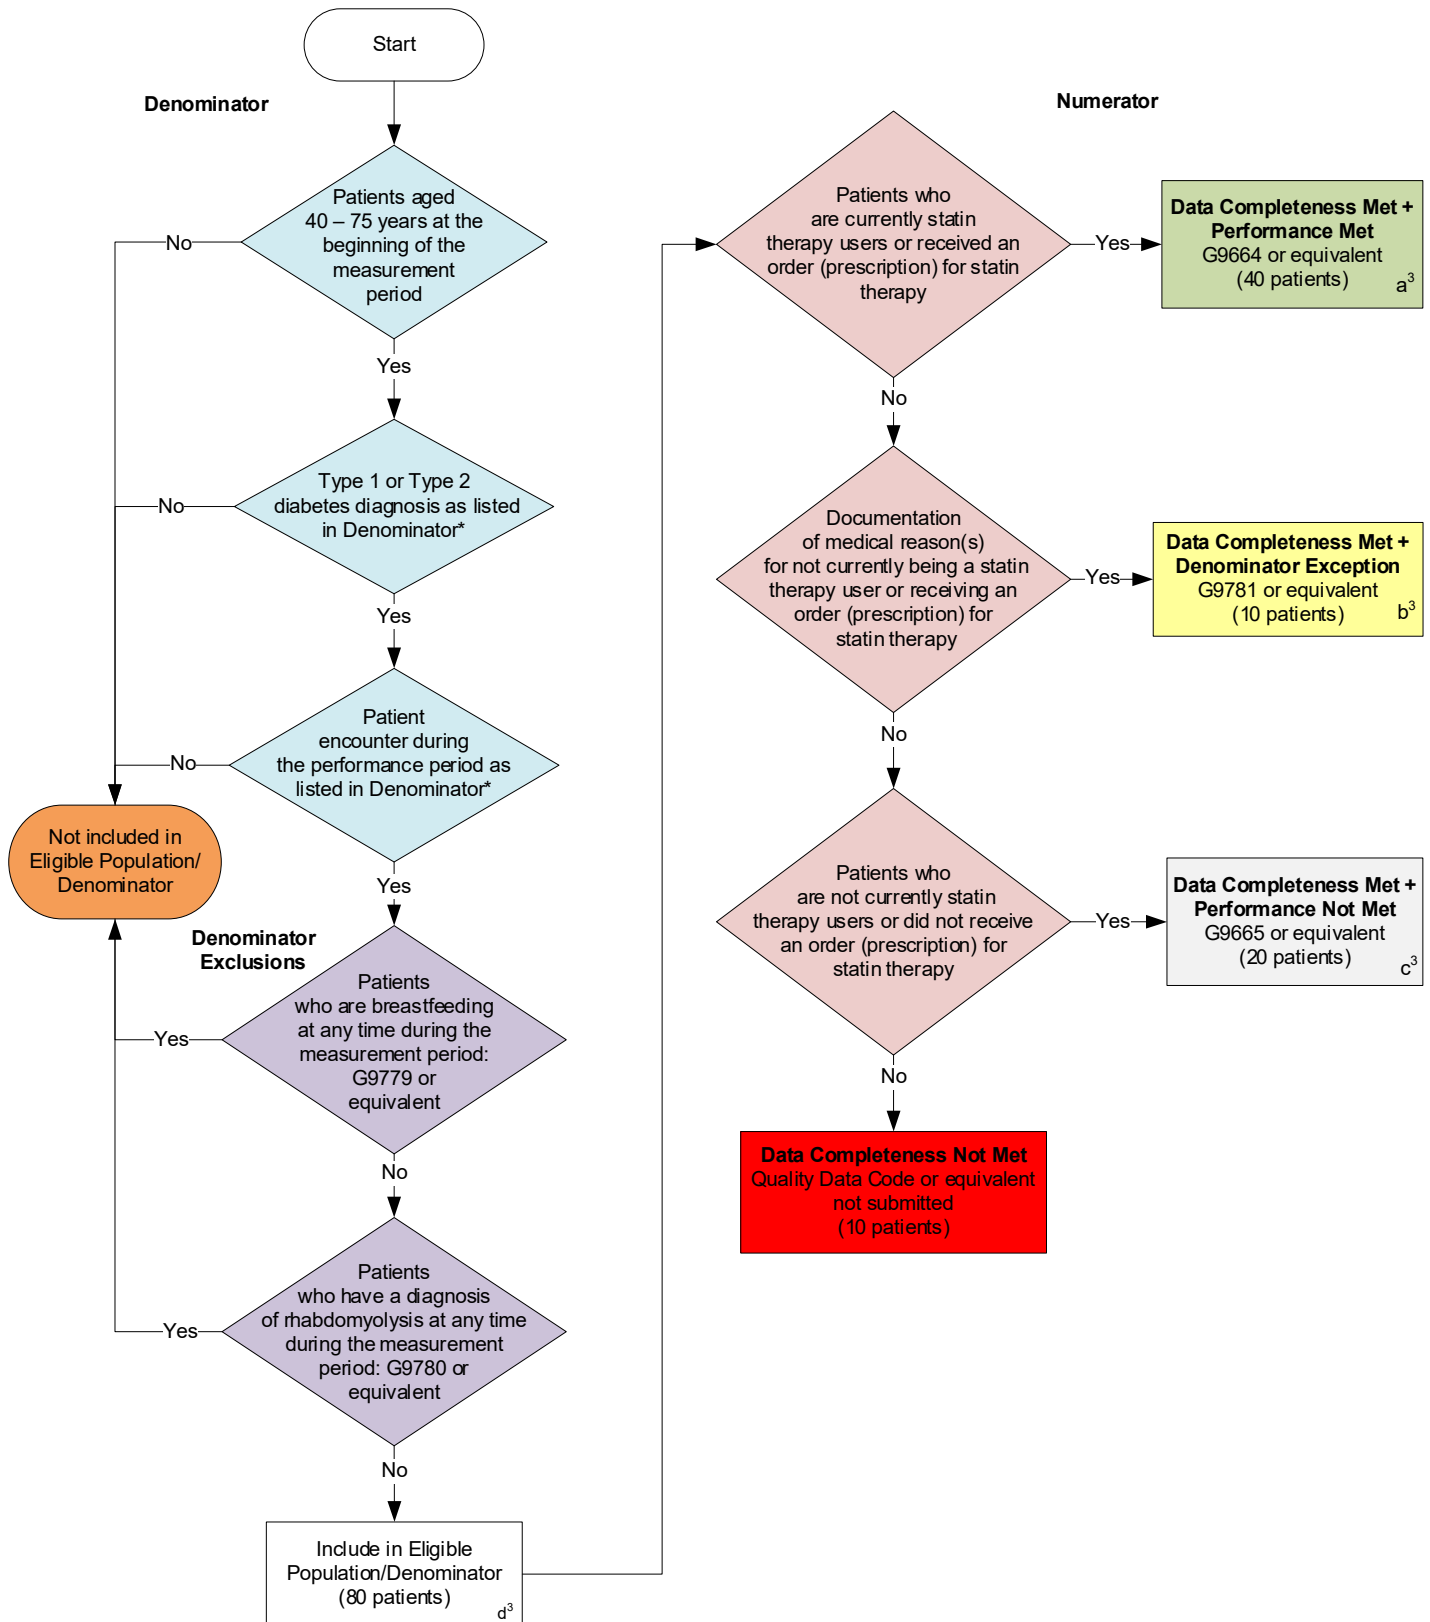 Start
Denominator
Patients aged
40 – 75 years at the
beginning of the
measurement
period
No
Yes
Type 1 or Type 2
diabetes diagnosis as listed
in Denominator*
No
Yes
Patient
encounter during
the performance period as
listed in Denominator*
No
Yes
Not included in
Eligible Population/
Denominator
Denominator
Exclusions
Patients
who are breastfeeding
at any time during the
measurement period:
G9779 or
equivalent
Yes
No
Patients
who have a diagnosis
of rhabdomyolysis at any time
during the measurement
period: G9780 or
equivalent
Yes
No
Include in Eligible
Population/Denominator
(80 patients)
d³
Numerator
Patients who
are currently statin
therapy users or received an
order (prescription) for statin
therapy
Yes
Data Completeness Met +
Performance Met
G9664 or equivalent
(40 patients)
a³
No
Documentation
of medical reason(s)
for not currently being a statin
therapy user or receiving an
order (prescription) for
statin therapy
Yes
Data Completeness Met +
Denominator Exception
G9781 or equivalent
(10 patients)
b³
No
Patients who
are not currently statin
therapy users or did not receive
an order (prescription) for
statin therapy
Yes
Data Completeness Met +
Performance Not Met
G9665 or equivalent
(20 patients)
c³
No
Data Completeness Not Met
Quality Data Code or equivalent
not submitted
(10 patients)